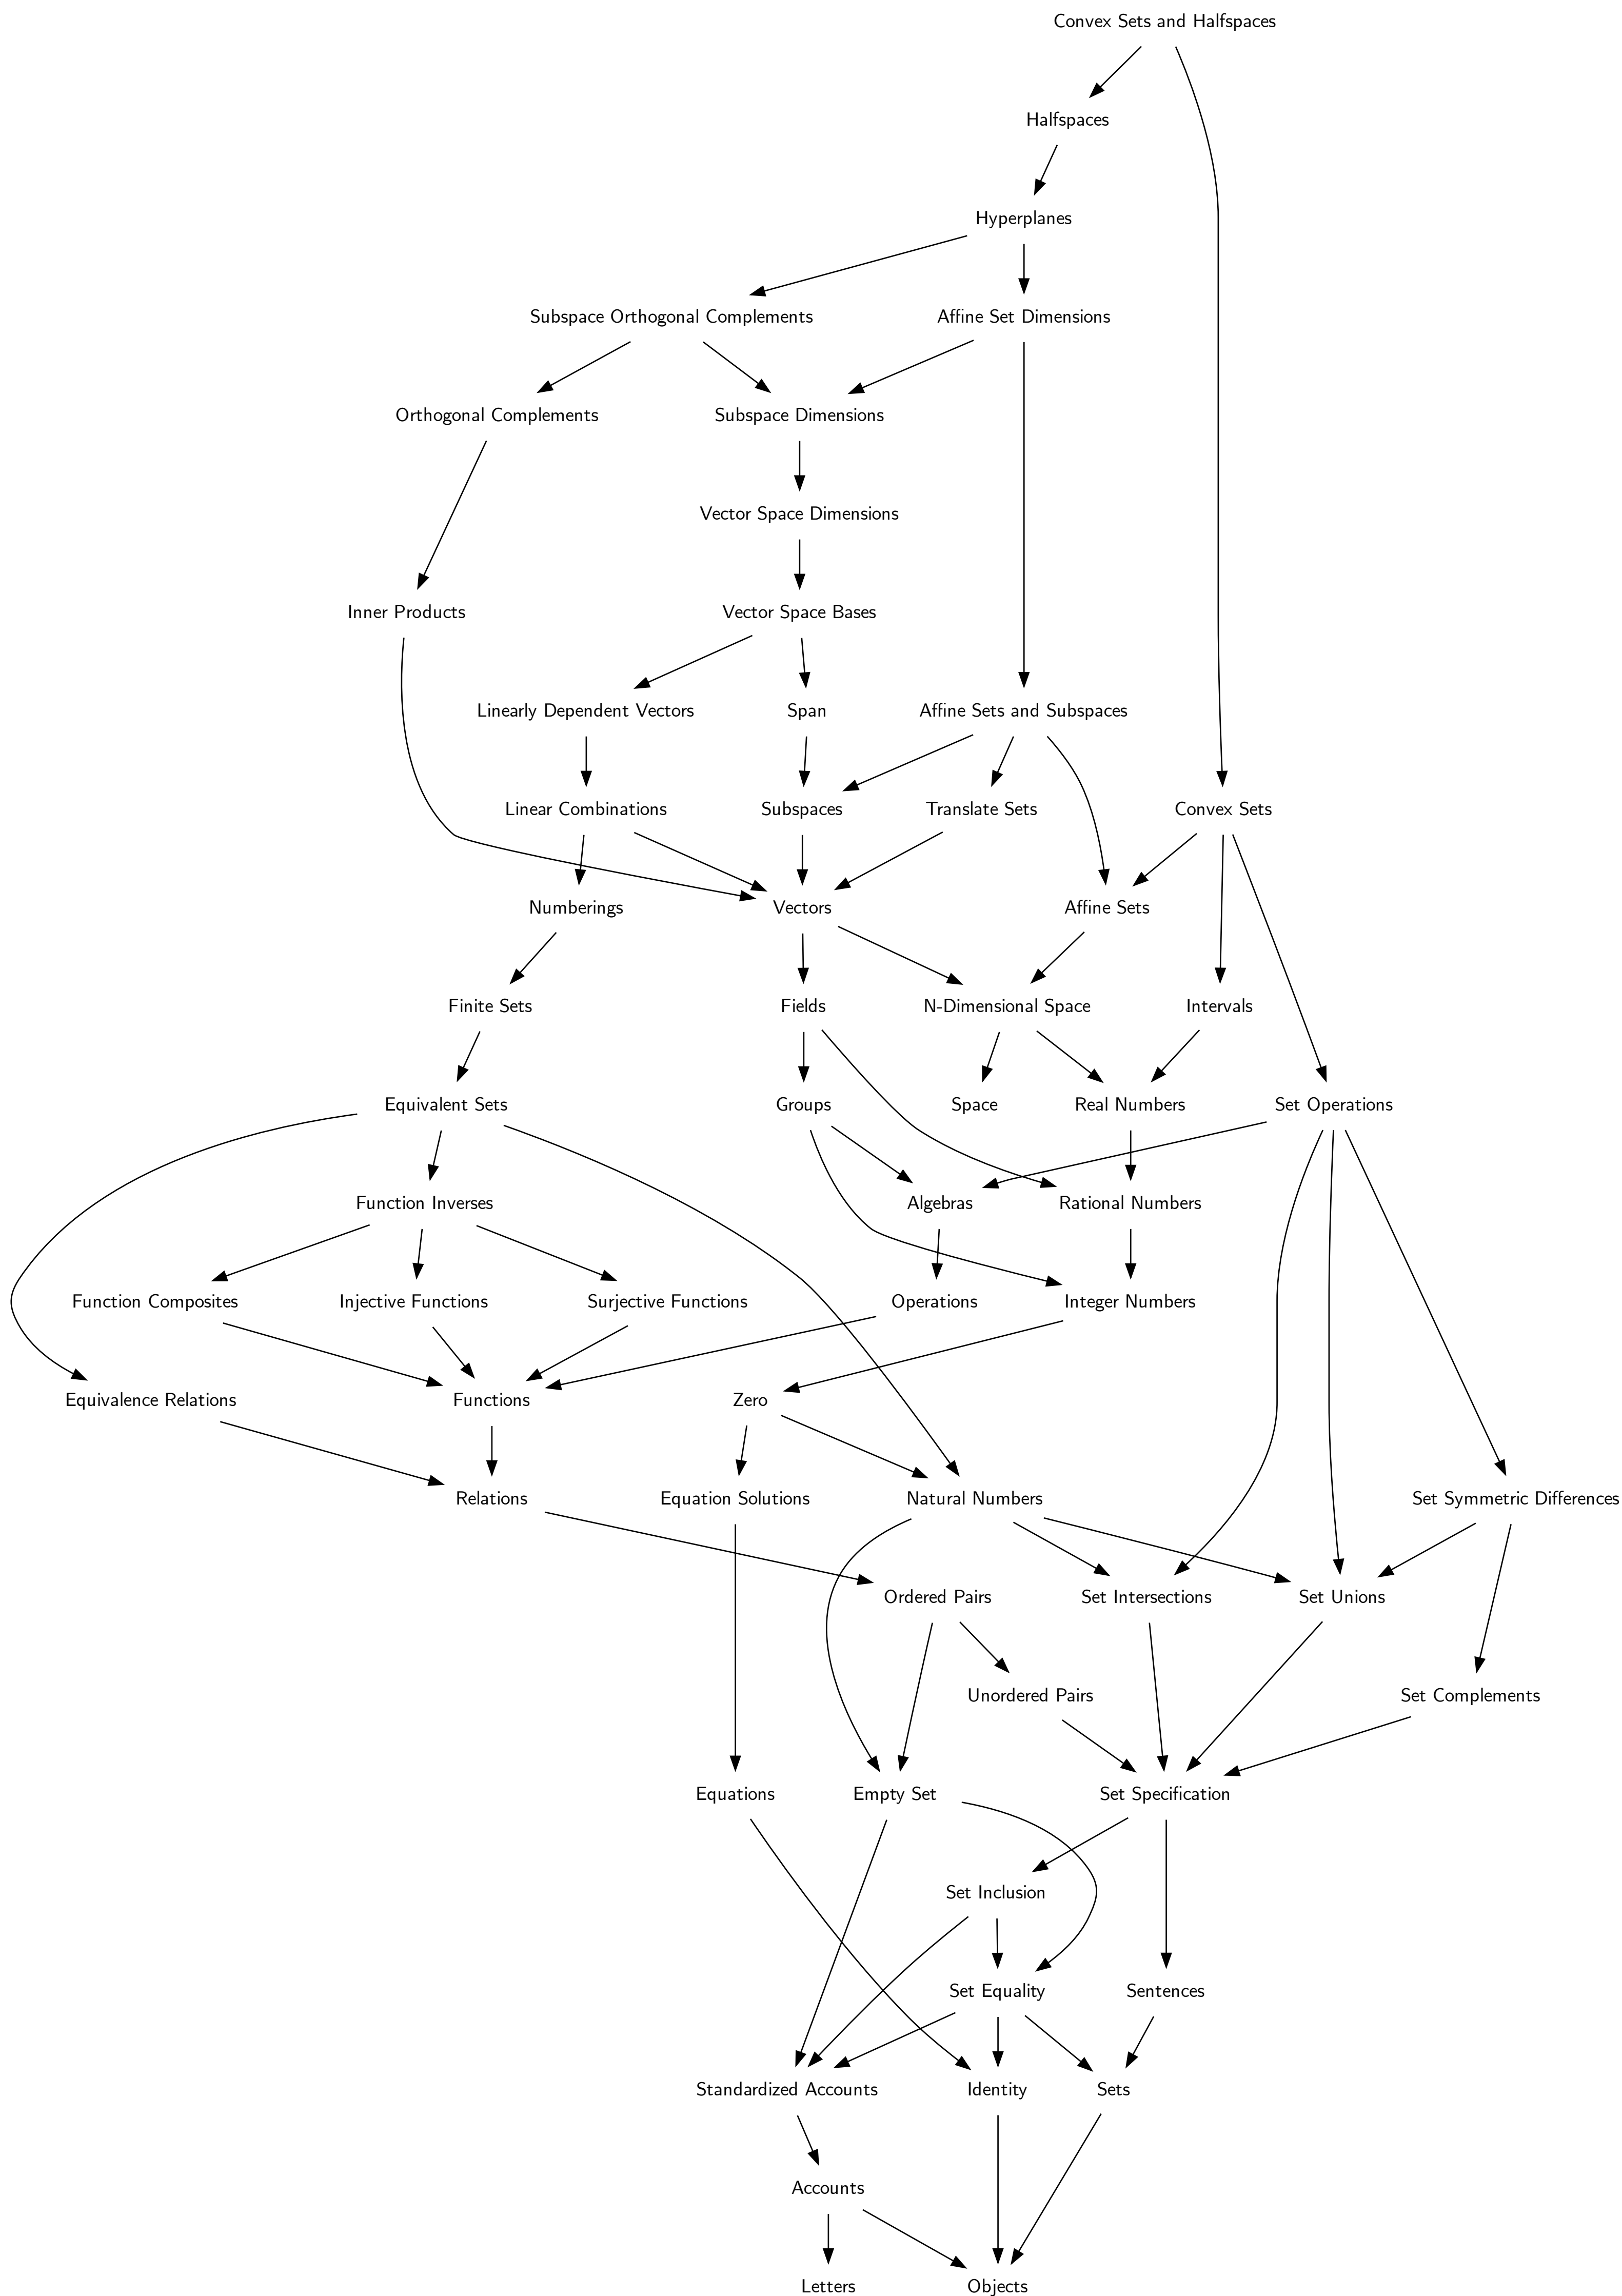 Convex Sets and Halfspaces
Halfspaces
Hyperplanes
Subspace Orthogonal Complements
Affine Set Dimensions
Orthogonal Complements
Subspace Dimensions
Vector Space Dimensions
Inner Products
Vector Space Bases
Linearly Dependent Vectors
Span
Affine Sets and Subspaces
Linear Combinations
Subspaces
Translate Sets
Convex Sets
Numberings
Vectors
Affine Sets
Finite Sets
Fields
N-Dimensional Space
Intervals
Equivalent Sets
Groups
Space
Real Numbers
Set Operations
Function Inverses
Algebras
Rational Numbers
Function Composites
Injective Functions
Surjective Functions
Operations
Integer Numbers
Equivalence Relations
Functions
Zero
Relations
Equation Solutions
Natural Numbers
Set Symmetric Differences
Ordered Pairs
Set Intersections
Set Unions
Unordered Pairs
Set Complements
Equations
Empty Set
Set Specification
Set Inclusion
Set Equality
Sentences
Standardized Accounts
Identity
Sets
Accounts
Letters
Objects